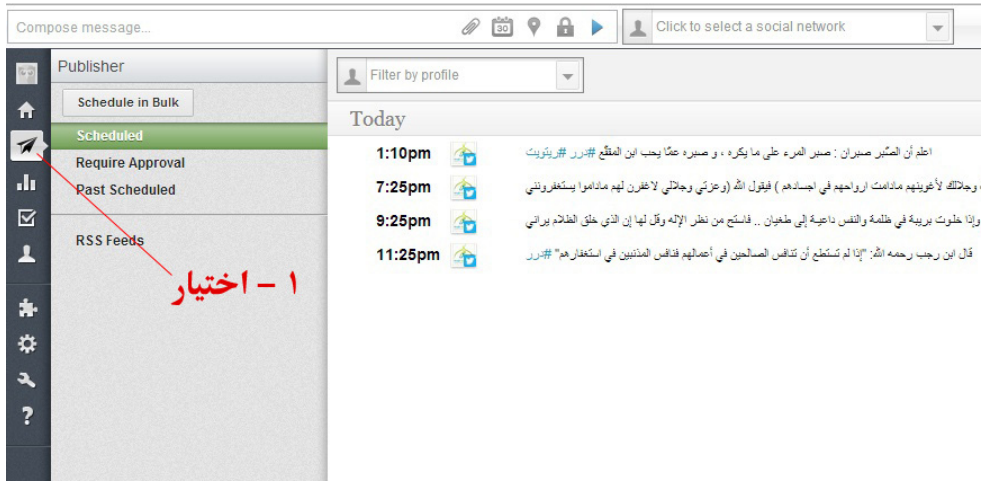 Compose message...
30
Click to select a social network
Publisher
Filter by profile
Schedule in Bulk
Today
Scheduled
Require Approval
Past Scheduled
RSS Feeds
1:10pm
اعلم أن الصّبر صبران : صبر المرء على ما يكره ، و صبره عمّا يحب ابن المقفّع #درر #ريتويت
7:25pm
وجلالك لأغوينهم مادامت ارواحهم في اجسادهم ) فيقول الله (وعزتي وجلالي لاغفرن لهم ماداموا يستغفرونني
9:25pm
وإذا خلوت بريبة في ظلمة والنفس داعية إلى طغيان .. فاستح من نظر الإله وقل لها إن الذي خلق الظلام يراني
11:25pm
قال ابن رجب رحمه الله: "إذا لم تستطع أن تنافس الصالحين في أعمالهم فنافس المذنبين في استغفارهم" #درر
١ - اختيار
?